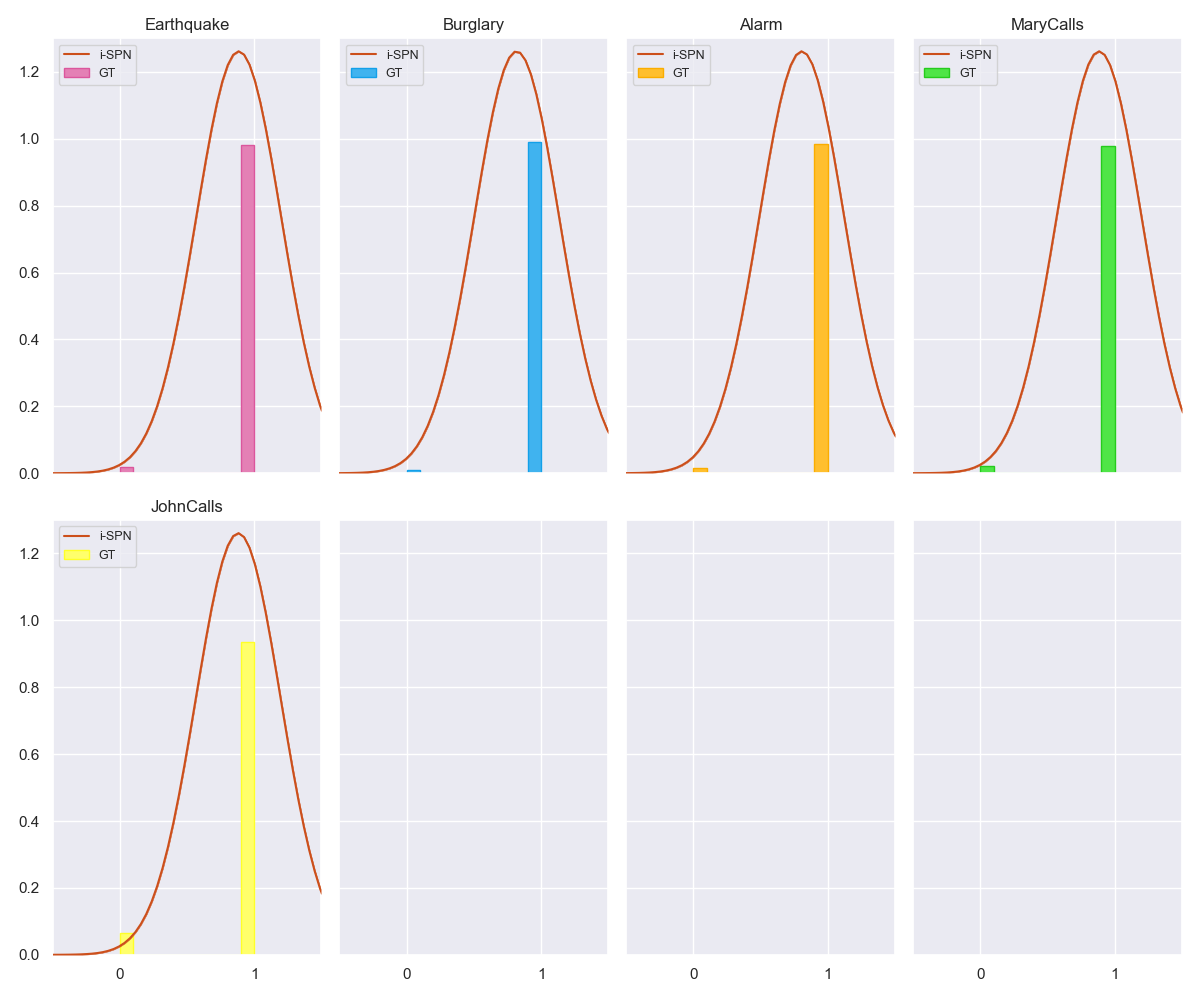 Earthquake
Burglary
Alarm
MaryCalls
i-SPN
GT
i-SPN
GT
i-SPN
GT
i-SPN
GT
1.2
1.0
0.8
0.6
0.4
0.2
0.0
JohnCalls
i-SPN
GT
1.2
1.0
0.8
0.6
0.4
0.2
0.0
0 1
0 1
0 1
0 1